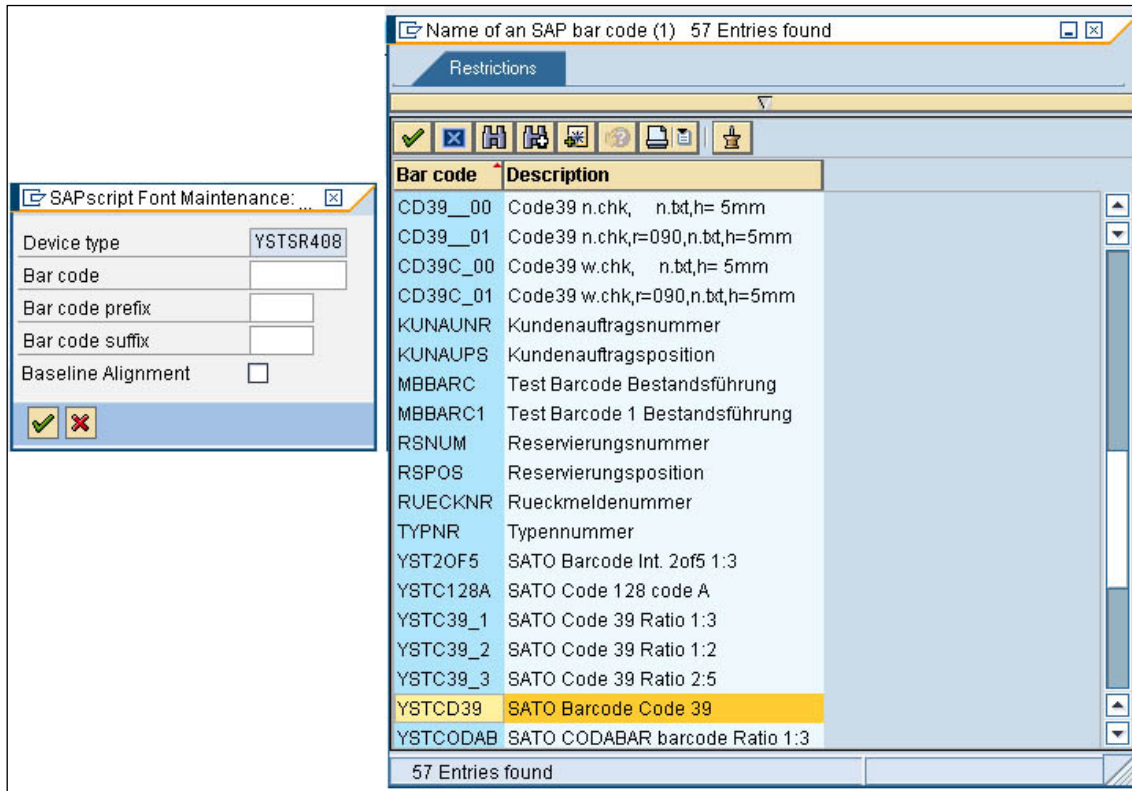 SAPscript Font Maintenance: ...
Device type YSTSR408
Bar code
Bar code prefix
Bar code suffix
Baseline Alignment
Name of an SAP bar code (1) 57 Entries found
Restrictions
Bar code Description
CD39__00 Code39 n.chk, n.txt,h= 5mm
CD39__01 Code39 n.chk,r=090,n.txt,h=5mm
CD39C_00 Code39 w.chk, n.txt,h= 5mm
CD39C_01 Code39 w.chk,r=090,n.txt,h=5mm
KUNAUNR Kundenauftragsnummer
KUNAUPS Kundenauftragsposition
MBBARC Test Barcode Bestandsführung
MBBARC1 Test Barcode 1 Bestandsführung
RSNUM Reservierungsnummer
RSPOS Reservierungsposition
RUECKNR Rueckmeldenummer
TYPNR Typennummer
YST2OF5 SATO Barcode Int. 2of5 1:3
YSTC128A SATO Code 128 code A
YSTC39_1 SATO Code 39 Ratio 1:3
YSTC39_2 SATO Code 39 Ratio 1:2
YSTC39_3 SATO Code 39 Ratio 2:5
YSTCD39 SATO Barcode Code 39
YSTCODAB SATO CODABAR barcode Ratio 1:3
57 Entries found